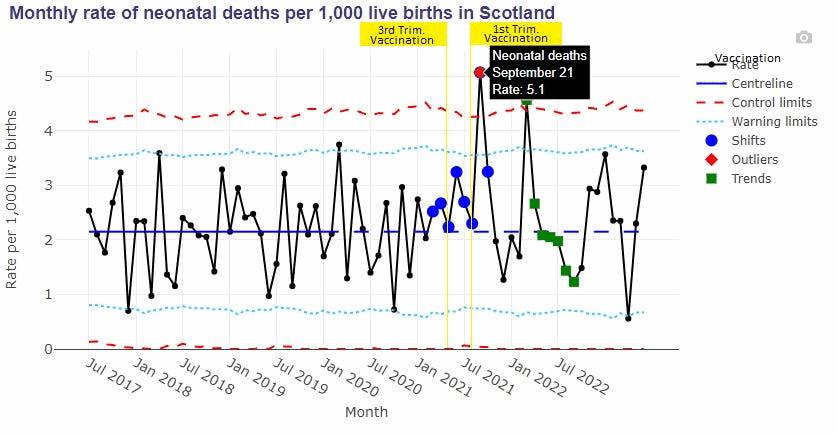 Monthly rate of neonatal deaths per 1,000 live births in Scotland
3rd Trim.
Vaccination
1st Trim.
Vaccination
Neonatal deaths
September 21
Rate: 5.1
Vaccination
Rate
Centreline
Control limits
Warning limits
Shifts
Outliers
Trends
Rate per 1,000 live births
5
4
3
2
1
0
Jul 2017
Jan 2018
Jul 2018
Jan 2019
Jul 2019
Jan 2020
Jul 2020
Jan 2021
Jul 2021
Jan 2022
Jul 2022
Month